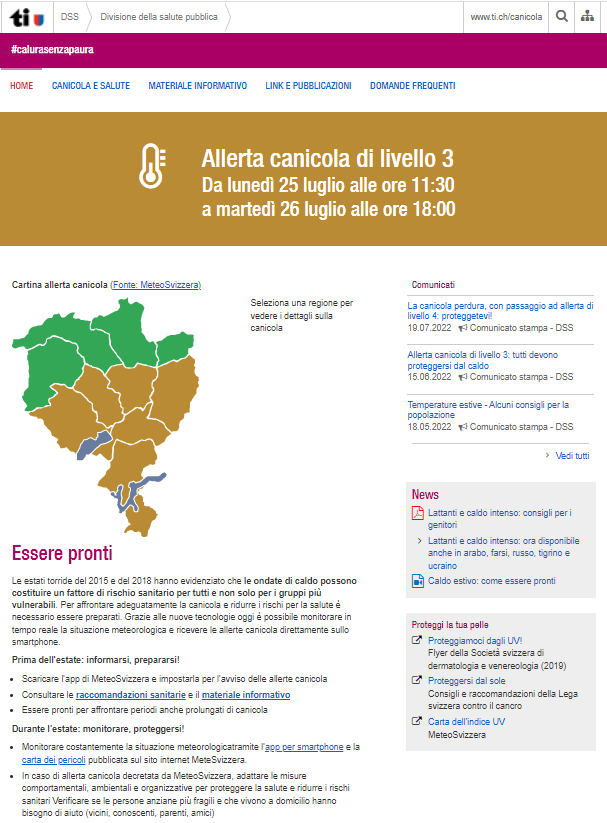 ti
DSS
Divisione della salute pubblica
www.ti.ch/canicola
#calurasenzapaura
HOME
CANICOLA E SALUTE
MATERIALE INFORMATIVO
LINK E PUBBLICAZIONI
DOMANDE FREQUENTI
Allerta canicola di livello 3
Da lunedì 25 luglio alle ore 11:30
a martedì 26 luglio alle ore 18:00
Cartina allerta canicola (Fonte: MeteoSvizzera)
Seleziona una regione per
vedere i dettagli sulla
canicola
Essere pronti
Le estati torride del 2015 e del 2018 hanno evidenziato che le ondate di caldo possono
costituire un fattore di rischio sanitario per tutti e non solo per i gruppi più
vulnerabili. Per affrontare adeguatamente la canicola e ridurre i rischi per la salute è
necessario essere preparati. Grazie alle nuove tecnologie oggi è possibile monitorare in
tempo reale la situazione meteorologica e ricevere le allerte canicola direttamente sullo
smartphone.
Prima dell'estate: informarsi, prepararsi!
• Scaricare l'app di MeteoSvizzera e impostarla per l'avviso delle allerte canicola
• Consultare le raccomandazioni sanitarie e il materiale informativo
• Essere pronti per affrontare periodi anche prolungati di canicola
Durante l'estate: monitorare, proteggersi!
• Monitorare costantemente la situazione meteorologicatramite l'app per smartphone e la
carta dei pericoli pubblicata sul sito internet MeteSvizzera.
• In caso di allerta canicola decretata da MeteoSvizzera, adattare le misure
comportamentali, ambientali e organizzative per proteggere la salute e ridurre i rischi
sanitari Verificare se le persone anziane più fragili e che vivono a domicilio hanno
bisogno di aiuto (vicini, conoscenti, parenti, amici)
Comunicati
La canicola perdura, con passaggio ad allerta di
livello 4: proteggetevi!
19.07.2022 Comunicato stampa - DSS
Allerta canicola di livello 3: tutti devono
proteggersi dal caldo
15.06.2022 Comunicato stampa - DSS
Temperature estive - Alcuni consigli per la
popolazione
18.05.2022 Comunicato stampa - DSS
> Vedi tutti
News
Lattanti e caldo intenso: consigli per i
genitori
> Lattanti e caldo intenso: ora disponibile
anche in arabo, farsi, russo, tigrino e
ucraino
Caldo estivo: come essere pronti
Proteggi la tua pelle
Proteggiamoci dagli UV!
Flyer della Società svizzera di
dermatologia e venereologia (2019)
Proteggersi dal sole
Consigli e raccomandazioni della Lega
svizzera contro il cancro
Carta dell'indice UV
MeteoSvizzera